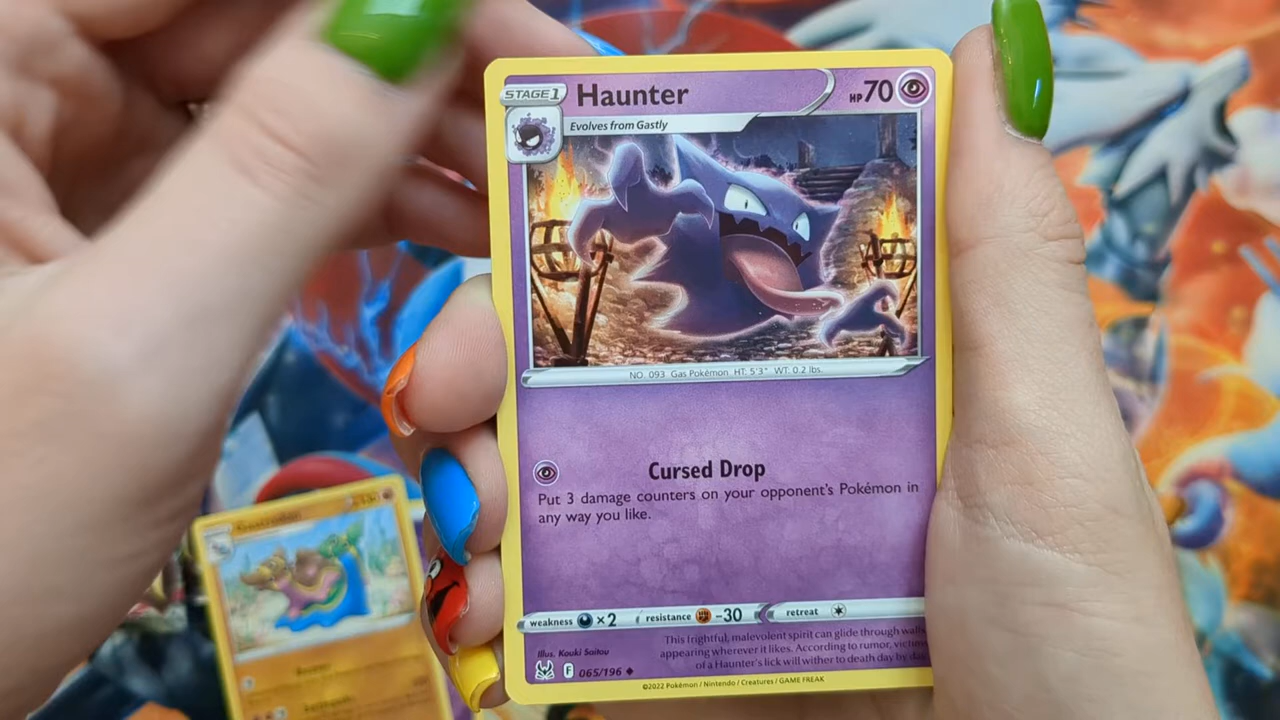 STAGE1 Haunter HP 70
Evolves from Gastly
NO. 093 Gas Pokémon HT: 5'3" WT: 0.2 lbs.
Cursed Drop
Put 3 damage counters on your opponent's Pokémon in
any way you like.
weakness ×2 resistance -30 retreat
This frightful, malevolent spirit can glide through
appearing wherever it likes. According to rumor,
of a Haunter's lick will wither to death day by
Illus. Kouki Saitou
F 065/196
©2022 Pokémon / Nintendo / Creatures / GAME FREAK